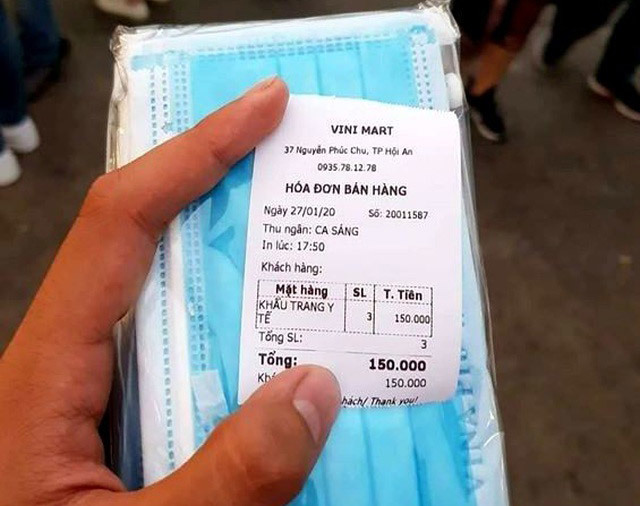 VINI MART
37 Nguyễn Phúc Chu, TP Hội An
0935.78.12.78
HÓA ĐƠN BÁN HÀNG
Ngày 27/01/20 Số: 20011587
Thu ngân: CA SÁNG
In lúc: 17:50
Khách hàng:
Mặt hàng SL T. Tiền
KHẨU TRANG Y TẾ 3 150.000
Tổng SL: 3
Tổng: 150.000
150.000
Thank you!